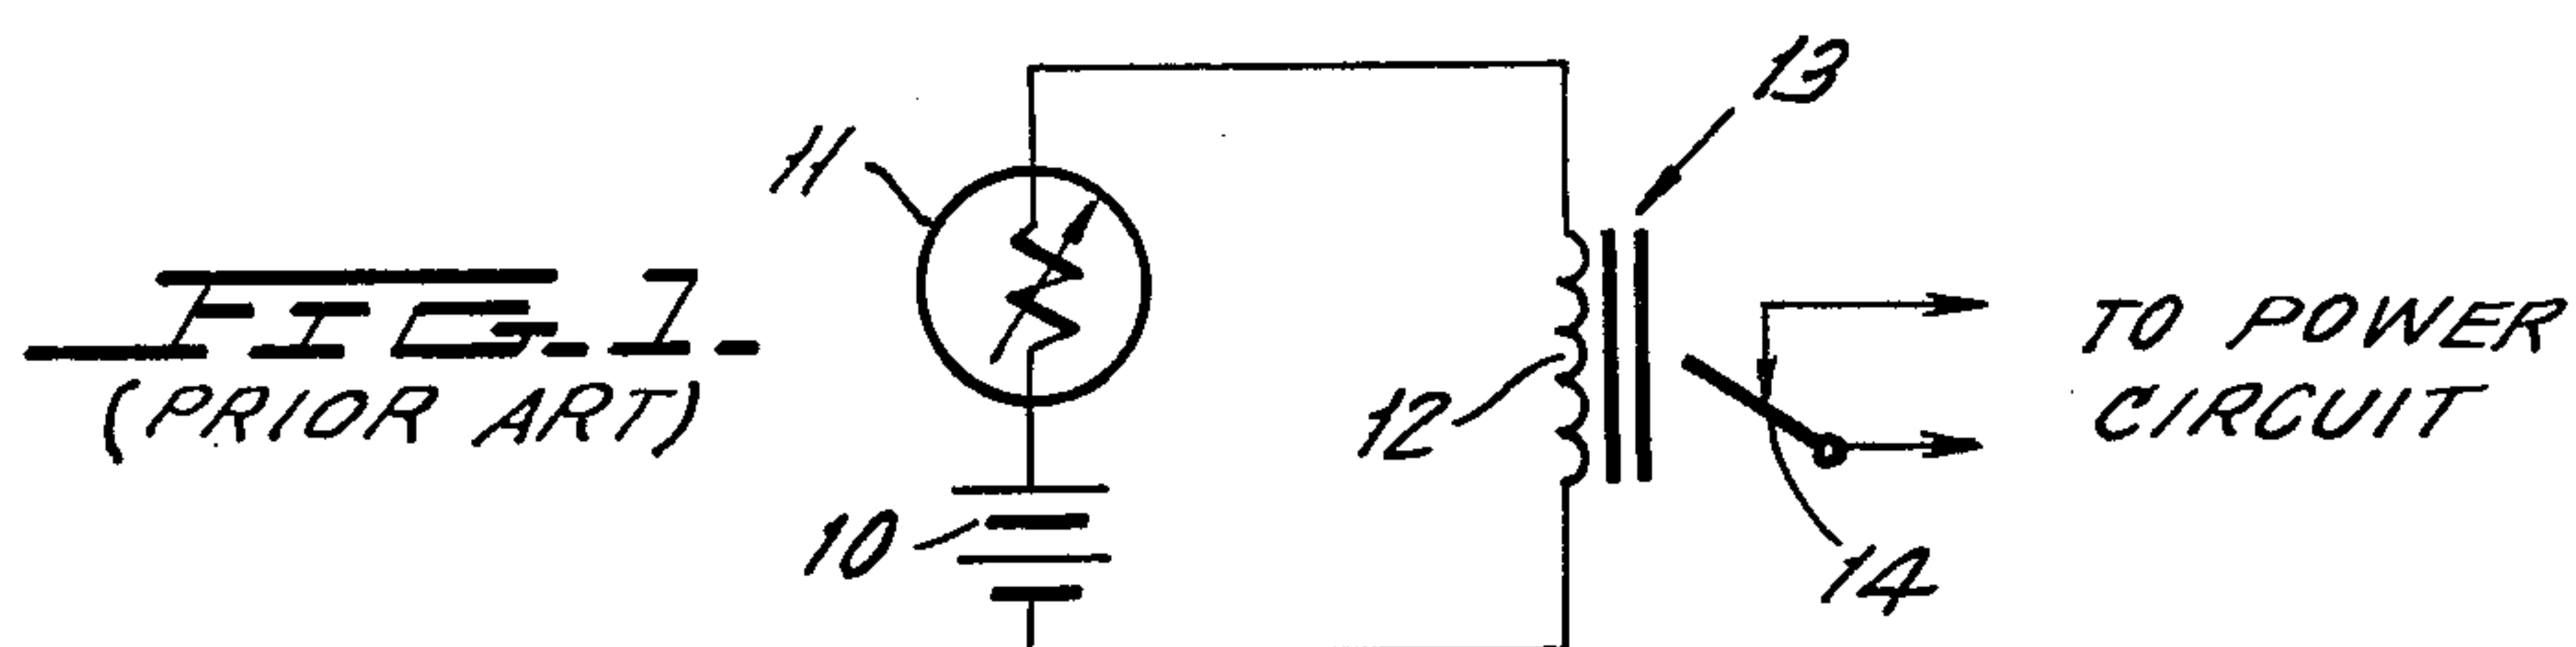 13
11
FIG. 1.
(PRIOR ART)
TO POWER
CIRCUIT
12
10
14